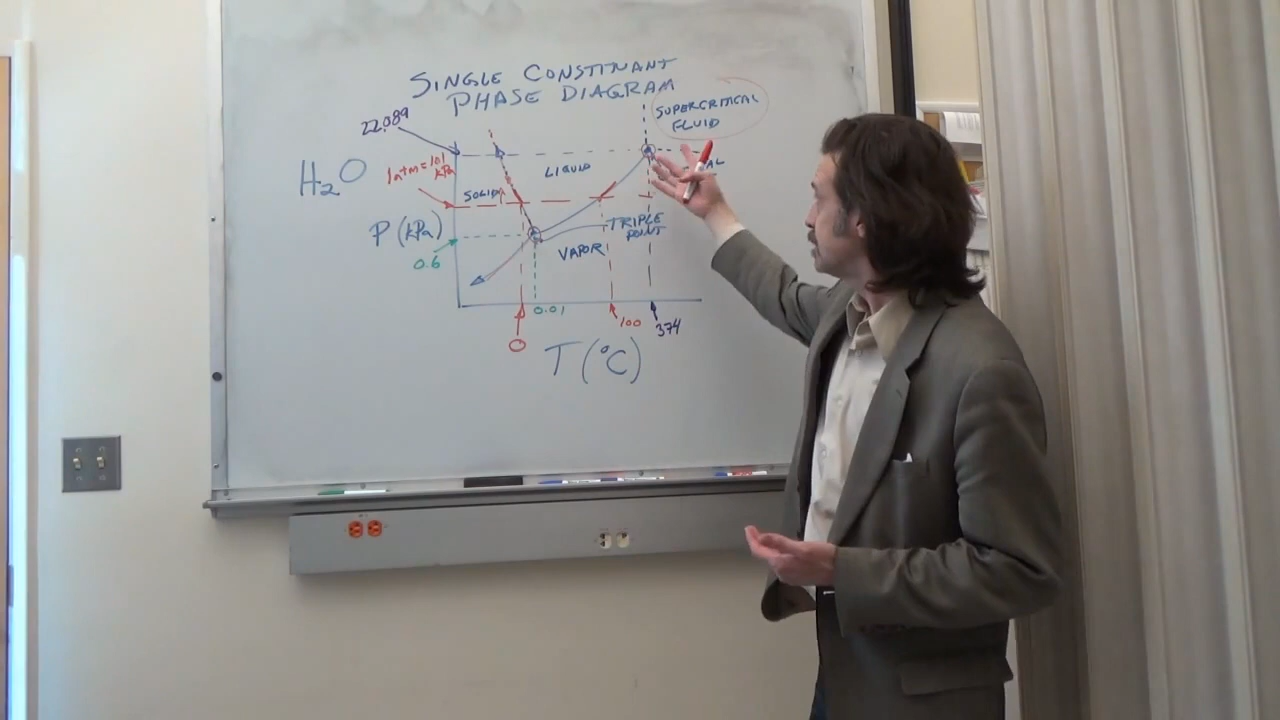 SINGLE CONSTITUANT
PHASE DIAGRAM
SUPERCRITICAL
FLUID
22.089
H₂O
1atm=101
kPa
LIQUID
SOLID
P (kPa)
TRIPLE
POINT
VAPOR
0.6
0.01
0
100
374
T (°C)